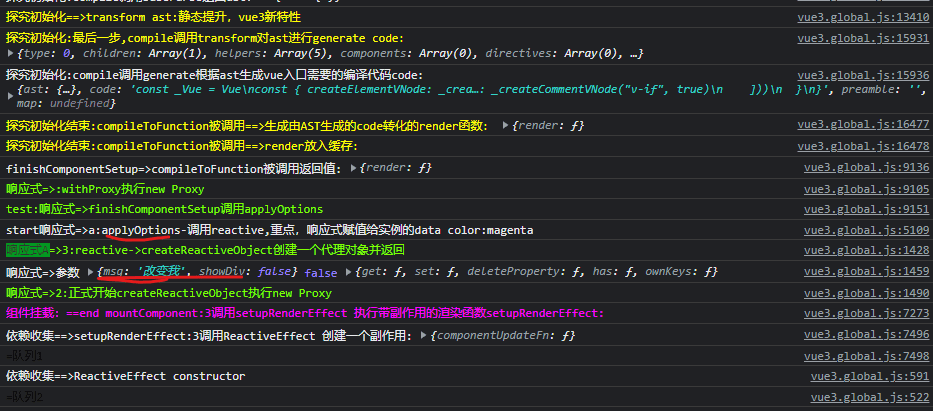 探究初始化==>transform ast:静态提升，vue3新特性 vue3.global.js:13410
探究初始化:最后一步,compile调用transform对ast进行generate code: vue3.global.js:15931
{type: 0, children: Array(1), helpers: Array(5), components: Array(0), directives: Array(0), …}
探究初始化:compile调用generate根据ast生成vue入口需要的编译代码code: vue3.global.js:15936
{ast: {…}, code: 'const _Vue = Vue\nconst { createElementVNode: _crea…: _createCommentVNode("v-if", true)\n    ]))\n  }\n}', preamble: '', map: undefined}
探究初始化结束:compileToFunction被调用==>生成由AST生成的code转化的render函数: {render: ƒ} vue3.global.js:16477
探究初始化结束:compileToFunction被调用==>render放入缓存: vue3.global.js:16478
finishComponentSetup=>compileToFunction被调用返回值: {render: ƒ} vue3.global.js:9136
响应式=>:withProxy执行new Proxy vue3.global.js:9105
test:响应式=>finishComponentSetup调用applyOptions vue3.global.js:9151
start响应式=>a:applyOptions-调用reactive,重点, 响应式赋值给实例的data color:magenta vue3.global.js:5109
响应式A=>3:reactive->createReactiveObject创建一个代理对象并返回 vue3.global.js:1428
响应式=>参数 {msg: '改变我', showDiv: false} false {get: ƒ, set: ƒ, deleteProperty: ƒ, has: ƒ, ownKeys: ƒ} vue3.global.js:1459
响应式=>2:正式开始createReactiveObject执行new Proxy vue3.global.js:1490
组件挂载: ==end mountComponent:3调用setupRenderEffect 执行带副作用的渲染函数setupRenderEffect: vue3.global.js:7273
依赖收集==>setupRenderEffect:3调用ReactiveEffect 创建一个副作用: {componentUpdateFn: ƒ} vue3.global.js:7496
=队列1 vue3.global.js:7498
依赖收集==>ReactiveEffect constructor vue3.global.js:591
=队列2 vue3.global.js:522